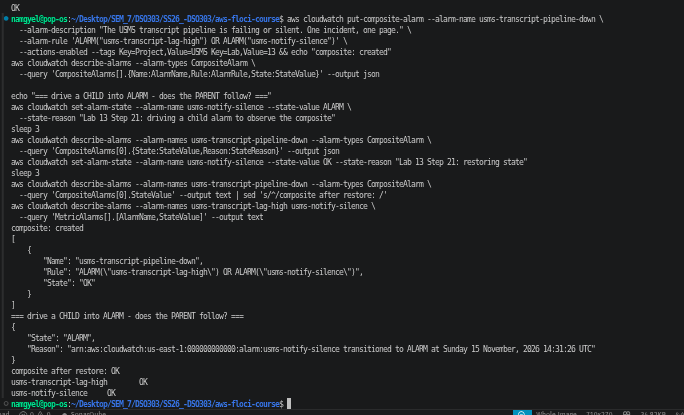 OK
namgyel@pop-os:~/Desktop/SEM_7/DSO303/SS26_-DSO303/aws-floci-course$ aws cloudwatch put-composite-alarm --alarm-name usms-transcript-pipeline-down \
  --alarm-description "The USMS transcript pipeline is failing or silent. One incident, one page." \
  --alarm-rule 'ALARM("usms-transcript-lag-high") OR ALARM("usms-notify-silence")' \
  --actions-enabled --tags Key=Project,Value=USMS Key=Lab,Value=13 && echo "composite: created"
aws cloudwatch describe-alarms --alarm-types CompositeAlarm \
  --query 'CompositeAlarms[].{Name:AlarmName,Rule:AlarmRule,State:StateValue}' --output json

echo "=== drive a CHILD into ALARM - does the PARENT follow? ==="
aws cloudwatch set-alarm-state --alarm-name usms-notify-silence --state-value ALARM \
  --state-reason "Lab 13 Step 21: driving a child alarm to observe the composite"
sleep 3
aws cloudwatch describe-alarms --alarm-names usms-transcript-pipeline-down --alarm-types CompositeAlarm \
  --query 'CompositeAlarms[0].{State:StateValue,Reason:StateReason}' --output json
aws cloudwatch set-alarm-state --alarm-name usms-notify-silence --state-value OK --state-reason "Lab 13 Step 21: restoring state"
sleep 3
aws cloudwatch describe-alarms --alarm-names usms-transcript-pipeline-down --alarm-types CompositeAlarm \
  --query 'CompositeAlarms[0].StateValue' --output text | sed 's/^/composite after restore: /'
aws cloudwatch describe-alarms --alarm-names usms-transcript-lag-high usms-notify-silence \
  --query 'MetricAlarms[].[AlarmName,StateValue]' --output text
composite: created
[
    {
        "Name": "usms-transcript-pipeline-down",
        "Rule": "ALARM(\"usms-transcript-lag-high\") OR ALARM(\"usms-notify-silence\")",
        "State": "OK"
    }
]
=== drive a CHILD into ALARM - does the PARENT follow? ===
{
    "State": "ALARM",
    "Reason": "arn:aws:cloudwatch:us-east-1:000000000000:alarm:usms-notify-silence transitioned to ALARM at Sunday 15 November, 2026 14:31:26 UTC"
}
composite after restore: OK
usms-transcript-lag-high        OK
usms-notify-silence     OK
namgyel@pop-os:~/Desktop/SEM_7/DSO303/SS26_-DSO303/aws-floci-course$